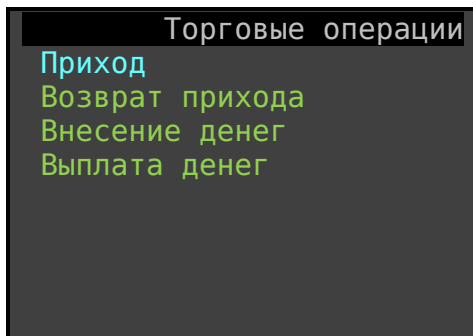 Торговые операции
Приход
Возврат прихода
Внесение денег
Выплата денег